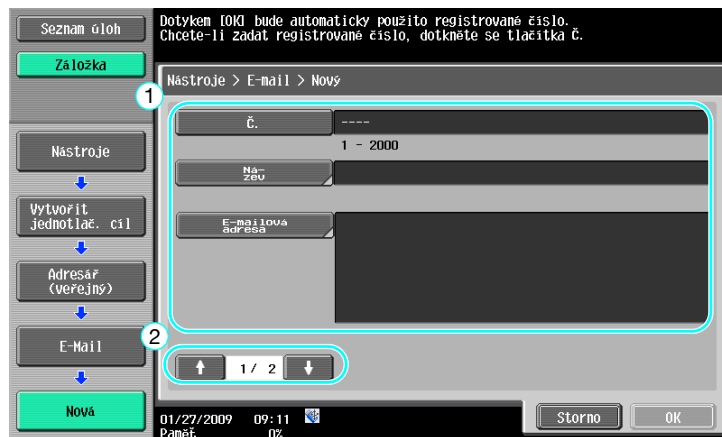 Seznam úloh
Záložka
Dotykem [OK] bude automaticky použito registrované číslo.
Chcete-li zadat registrované číslo, dotkněte se tlačítka Č.
Nástroje > E-mail > Nový
1
Č.
----
1 - 2000
Ná-
zev
E-mailová
adresa
Nástroje
Vytvořit
jednotlač. cíl
Adresář
(veřejný)
E-Mail
Nová
2
1/ 2
01/27/2009 09:11
Paměť 0%
Storno
OK